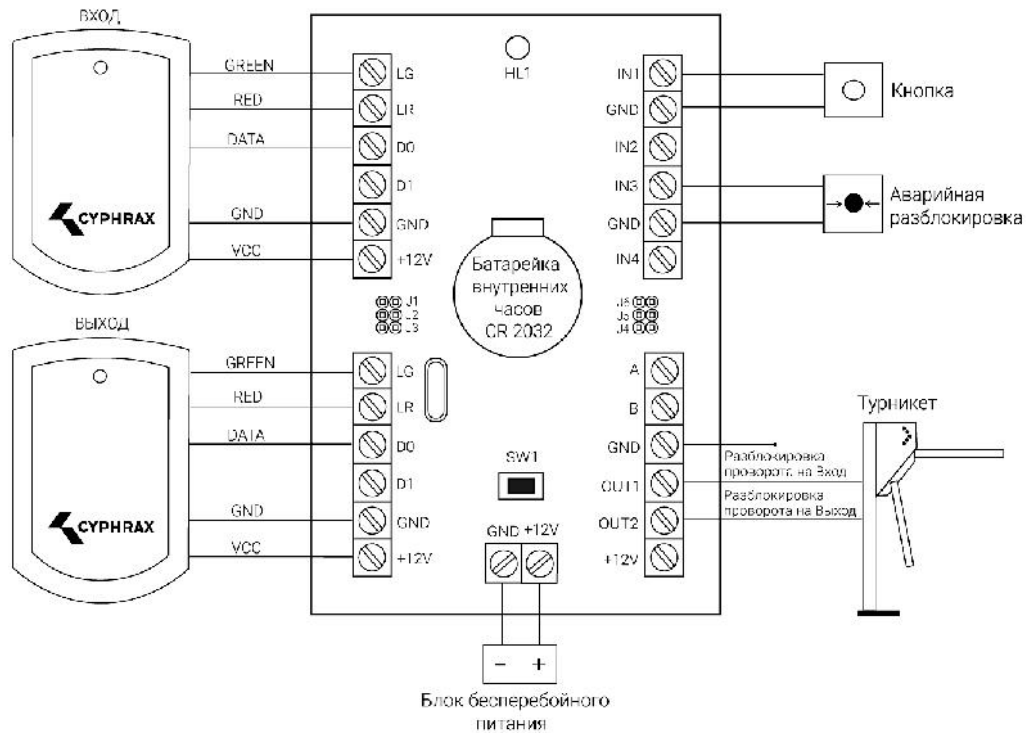 ВХОД
GREEN
RED
DATA
GND
VCC
CYPHRAX
LG
LR
D0
D1
GND
+12V
HL1
IN1
GND
IN2
IN3
GND
IN4
Кнопка
Аварийная
разблокировка
Батарейка
внутренних
часов
CR 2032
J1
J2
J3
J6
J5
J4
ВЫХОД
GREEN
RED
DATA
GND
VCC
CYPHRAX
LG
LR
D0
D1
GND
+12V
SW1
GND +12V
A
B
GND
OUT1
OUT2
+12V
Турникет
Разблокировка
проворота на Вход
Разблокировка
проворота на Выход
- +
Блок бесперебойного
питания